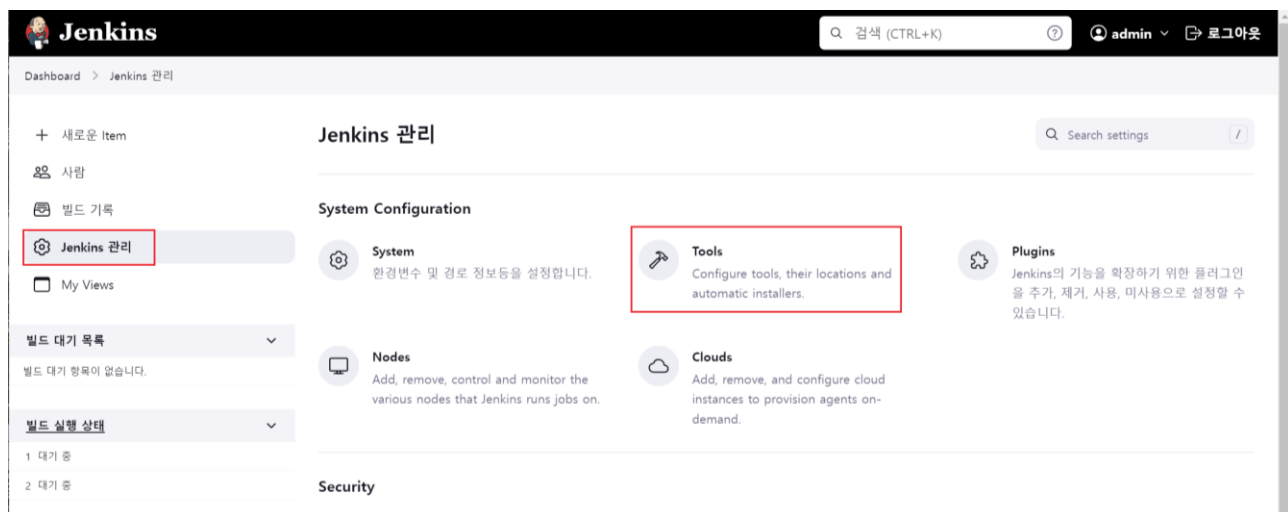 Jenkins
검색 (CTRL+K)
admin
로그아웃
Dashboard > Jenkins 관리
새로운 Item
사람
빌드 기록
Jenkins 관리
My Views
빌드 대기 목록
빌드 대기 항목이 없습니다.
빌드 실행 상태
1 대기 중
2 대기 중
Jenkins 관리
Search settings /
System Configuration
System
환경변수 및 경로 정보등을 설정합니다.
Tools
Configure tools, their locations and
automatic installers.
Plugins
Jenkins의 기능을 확장하기 위한 플러그인
을 추가, 제거, 사용, 미사용으로 설정할 수
있습니다.
Nodes
Add, remove, control and monitor the
various nodes that Jenkins runs jobs on.
Clouds
Add, remove, and configure cloud
instances to provision agents on-
demand.
Security